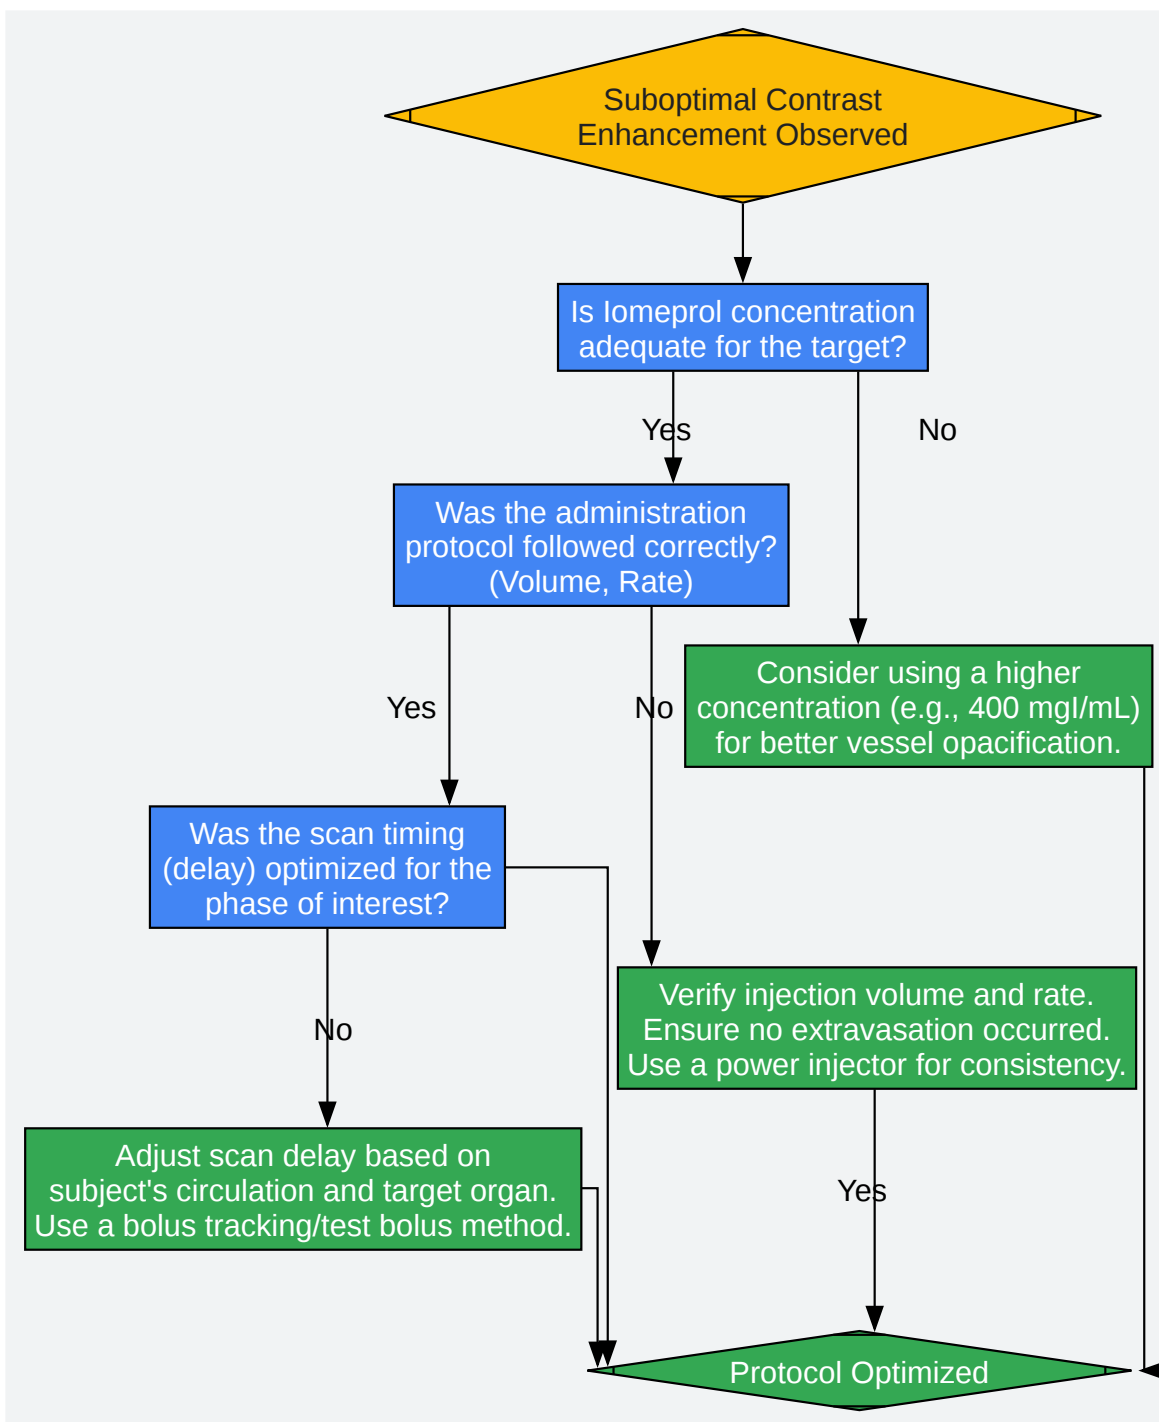 Suboptimal Contrast
Enhancement Observed
Is Iomeprol concentration
adequate for the target?
Yes
No
Was the administration
protocol followed correctly?
(Volume, Rate)
Consider using a higher
concentration (e.g., 400 mgI/mL)
for better vessel opacification.
Yes
No
Was the scan timing
(delay) optimized for the
phase of interest?
Verify injection volume and rate.
Ensure no extravasation occurred.
Use a power injector for consistency.
No
Adjust scan delay based on
subject's circulation and target organ.
Use a bolus tracking/test bolus method.
Yes
Protocol Optimized